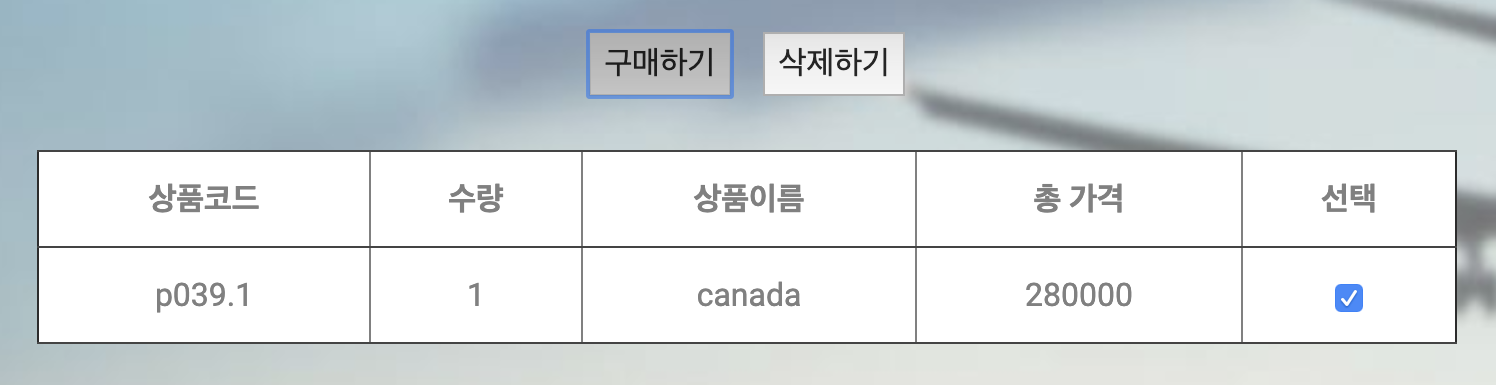 구매하기 삭제하기
상품코드 수량 상품이름 총 가격 선택
p039.1 1 canada 280000